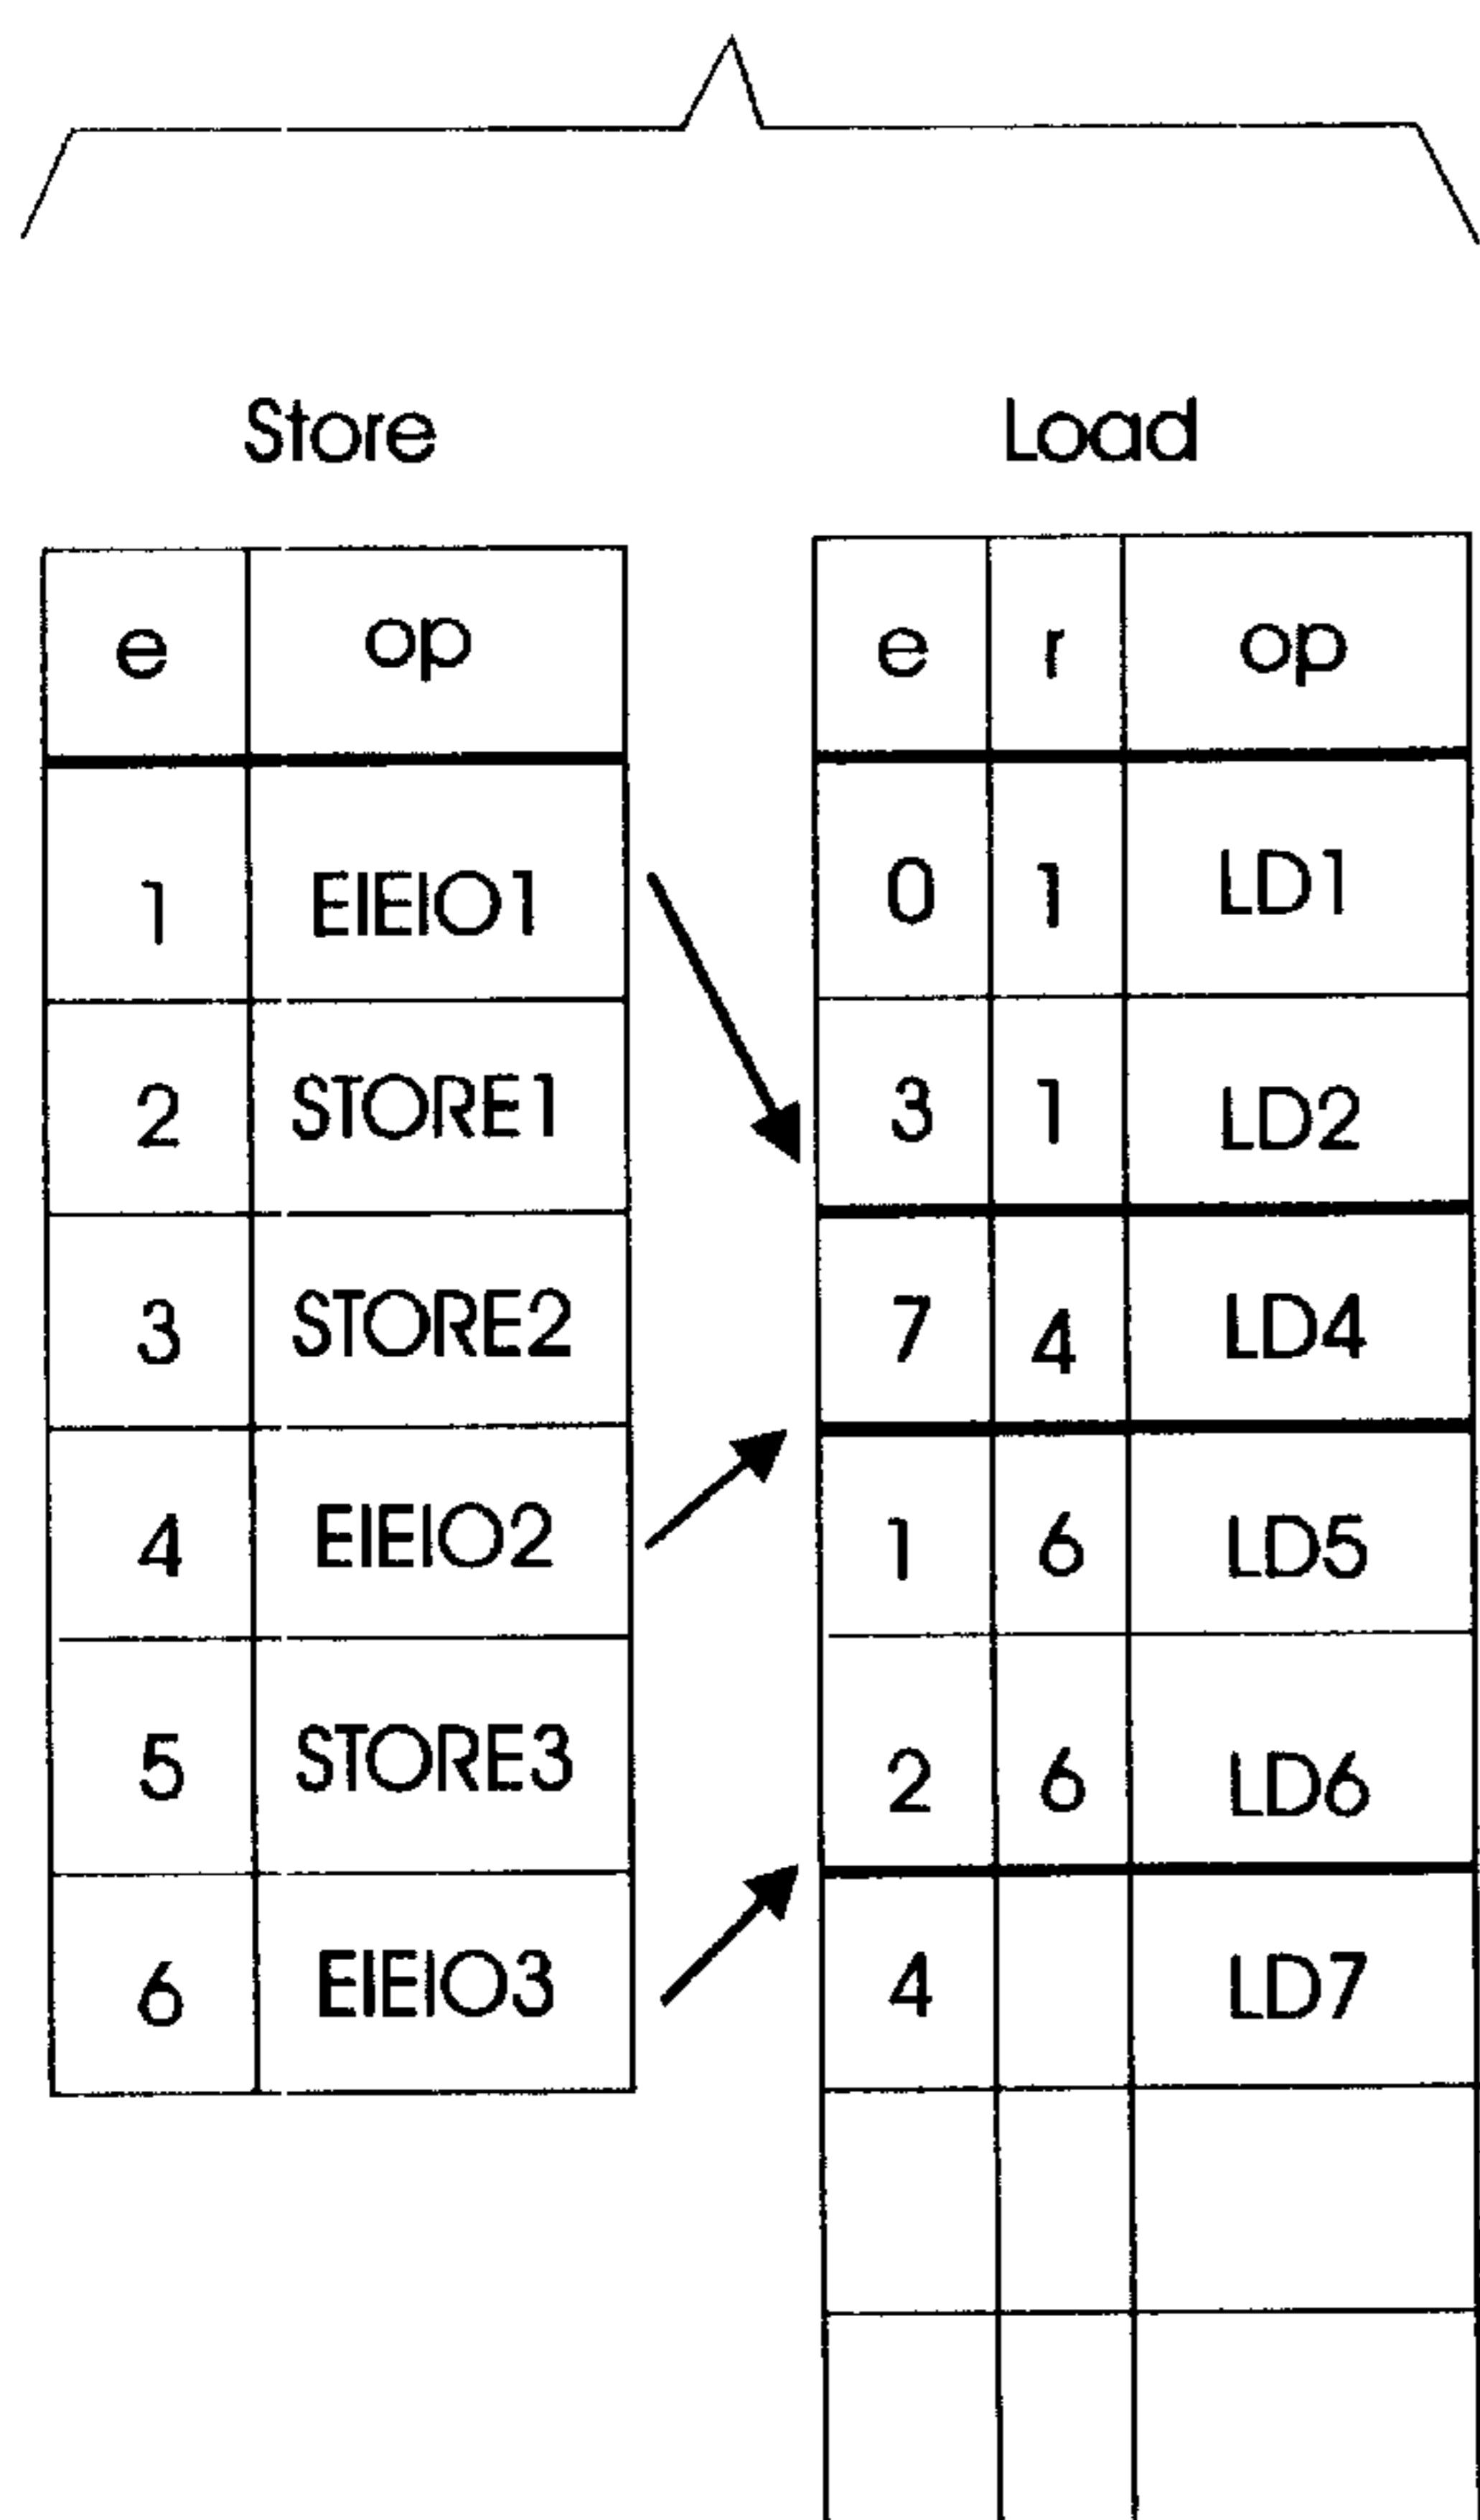 Store
e op
1 EIEIO1
2 STORE1
3 STORE2
4 EIEIO2
5 STORE3
6 EIEIO3
Load
e r op
0 1 LD1
3 1 LD2
7 4 LD4
1 6 LD5
2 6 LD6
4 LD7